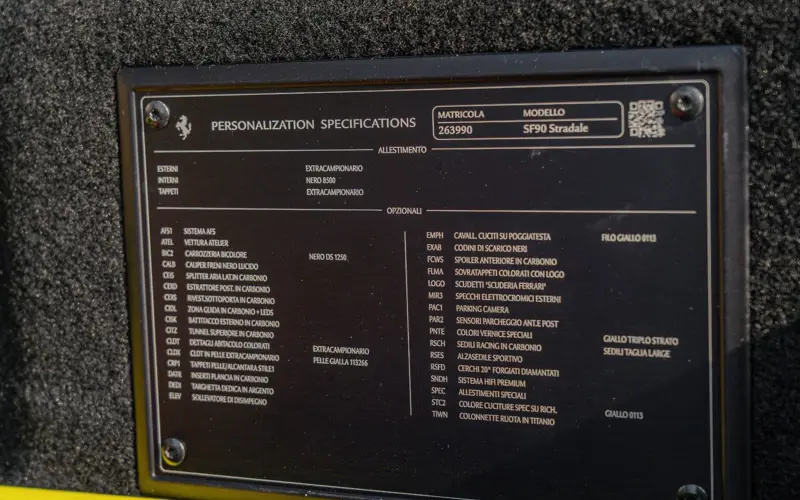 PERSONALIZATION SPECIFICATIONS
MATRICOLA MODELLO
263990 SF90 Stradale
ALLESTIMENTO
ESTERNI EXTRACAMPIONARIO
INTERNI NERO 8500
TAPPETI EXTRACAMPIONARIO
OPZIONALI
AFS1 SISTEMA AFS
ATEL VETTURA ATELIER
BIC2 CARROZZERIA BICOLORE NERO DS 1250
CALB CALIPER FRENI NERO LUCIDO
CEIS SPLITTER ARIA LAT.IN CARBONIO
CEXD ESTRATTORE POST. IN CARBONIO
CEXS RIVEST.SOTTOPORTA IN CARBONIO
CIDL ZONA GUIDA IN CARBONIO + LEDS
CISK BATTITACCO ESTERNO IN CARBONIO
CITZ TUNNEL SUPERIORE IN CARBONIO
CLDT DETTAGLI ABITACOLO COLORATI
CLDX CLDT IN PELLE EXTRACAMPIONARIO EXTRACAMPIONARIO
CRP1 TAPPETI PELLE/ALCANTARA STILE1 PELLE GIALLA 113266
DATE INSERTI PLANCIA IN CARBONIO
DEDI TARGHETTA DEDICA IN ARGENTO
ELEV SOLLEVATORE DI DISIMPEGNO
EMPH CAVALL. CUCITI SU POGGIATESTA FILO GIALLO 0113
EXAB CODINI DI SCARICO NERI
FCWS SPOILER ANTERIORE IN CARBONIO
FLMA SOVRATAPPETI COLORATI CON LOGO
LOGO SCUDETTI "SCUDERIA FERRARI"
MIR3 SPECCHI ELETTROCROMICI ESTERNI
PAC1 PARKING CAMERA
PAR2 SENSORI PARCHEGGIO ANT.E POST
PNTE COLORI VERNICE SPECIALI GIALLO TRIPLO STRATO
RSCH SEDILI RACING IN CARBONIO SEDILI TAGLIA LARGE
RSES ALZASEDILE SPORTIVO
RSFD CERCHI 20" FORGIATI DIAMANTATI
SNDH SISTEMA HIFI PREMIUM
SPEC ALLESTIMENTI SPECIALI
STC2 COLORE CUCITURE SPEC SU RICH. GIALLO 0113
TIWN COLONNETTE RUOTA IN TITANIO